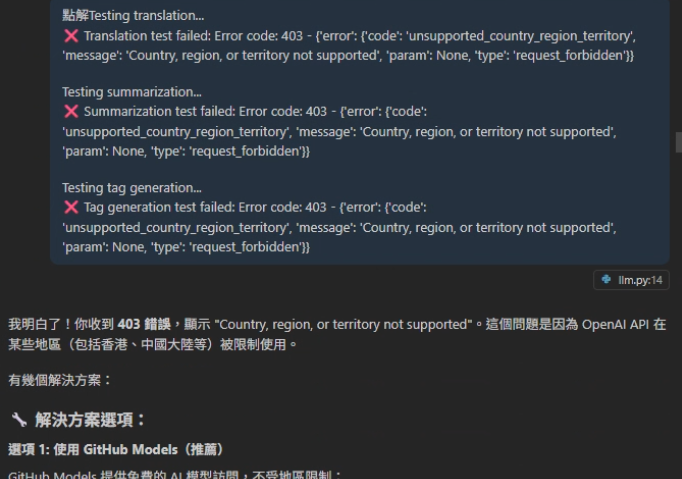 點解Testing translation...
❌ Translation test failed: Error code: 403 - {'error': {'code': 'unsupported_country_region_territory',
'message': 'Country, region, or territory not supported', 'param': None, 'type': 'request_forbidden'}}
Testing summarization...
❌ Summarization test failed: Error code: 403 - {'error': {'code':
'unsupported_country_region_territory', 'message': 'Country, region, or territory not supported',
'param': None, 'type': 'request_forbidden'}}
Testing tag generation...
❌ Tag generation test failed: Error code: 403 - {'error': {'code':
'unsupported_country_region_territory', 'message': 'Country, region, or territory not supported',
'param': None, 'type': 'request_forbidden'}}
llm.py:14
我明白了！你收到 403 錯誤，顯示 "Country, region, or territory not supported"。這個問題是因為 OpenAI API 在
某些地區（包括香港、中國大陸等）被限制使用。
有幾個解決方案：
🔧 解決方案選項：
選項 1: 使用 GitHub Models（推薦）
GitHub Models 提供免費的 AI 模型訪問，不受地區限制：